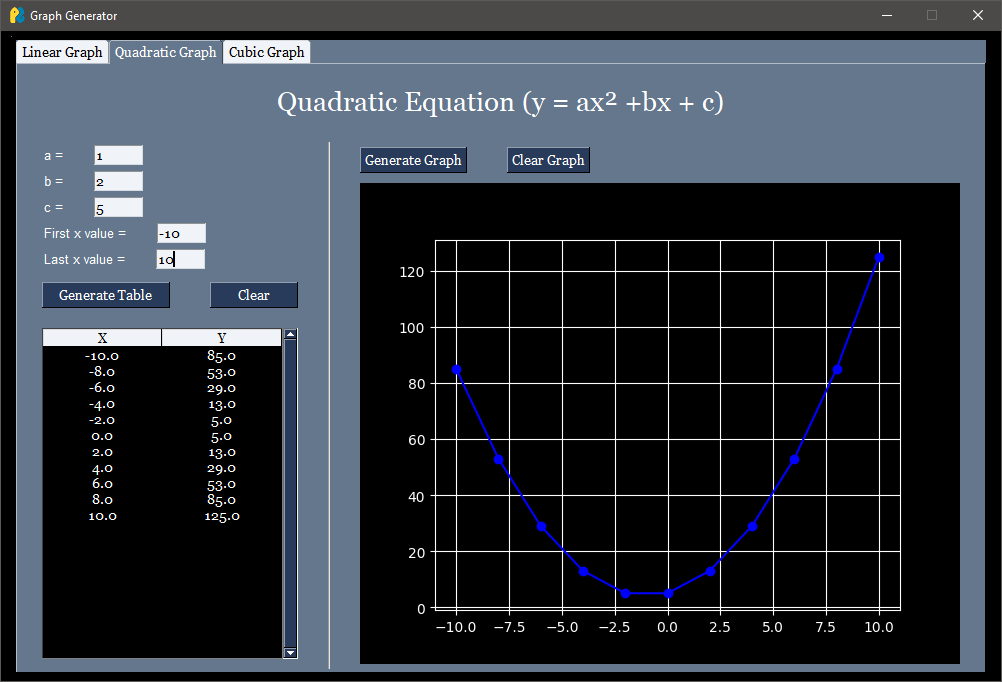 Graph Generator
Linear Graph Quadratic Graph Cubic Graph
Quadratic Equation (y = ax² +bx + c)
a = 1
b = 2
c = 5
First x value = -10
Last x value = 10
Generate Table Clear
X Y
-10.0 85.0
-8.0 53.0
-6.0 29.0
-4.0 13.0
-2.0 5.0
0.0 5.0
2.0 13.0
4.0 29.0
6.0 53.0
8.0 85.0
10.0 125.0
Generate Graph Clear Graph
120
100
80
60
40
20
0
−10.0 −7.5 −5.0 −2.5 0.0 2.5 5.0 7.5 10.0